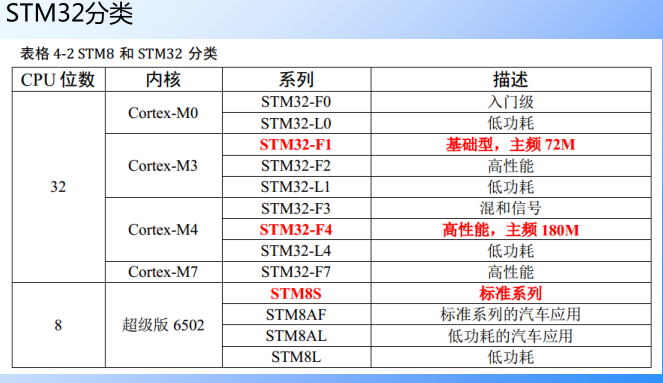 STM32分类
表格 4-2 STM8 和 STM32 分类
CPU 位数 内核 系列 描述
32 Cortex-M0 STM32-F0 入门级
STM32-L0 低功耗
Cortex-M3 STM32-F1 基础型，主频 72M
STM32-F2 高性能
STM32-L1 低功耗
Cortex-M4 STM32-F3 混和信号
STM32-F4 高性能，主频 180M
STM32-L4 低功耗
Cortex-M7 STM32-F7 高性能
8 超级版 6502 STM8S 标准系列
STM8AF 标准系列的汽车应用
STM8AL 低功耗的汽车应用
STM8L 低功耗